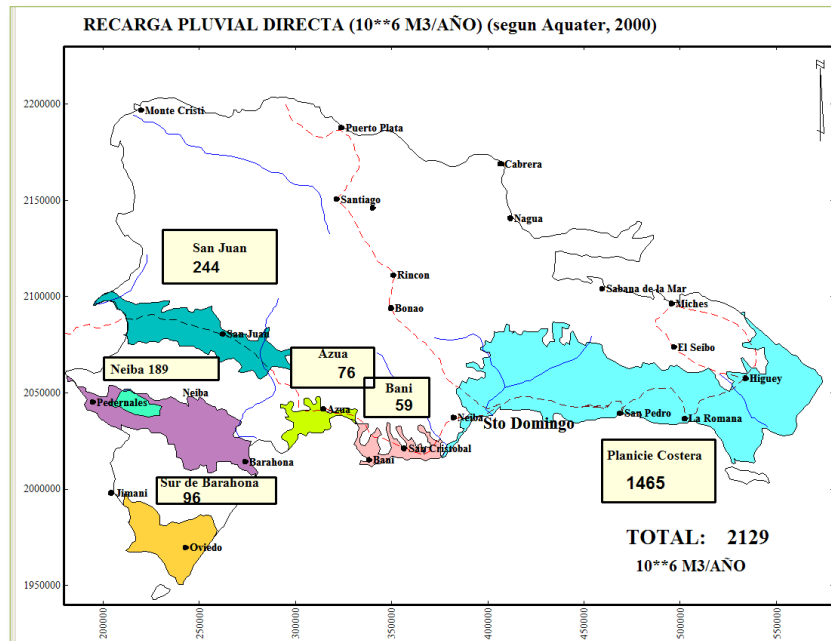 RECARGA PLUVIAL DIRECTA (10**6 M3/AÑO) (segun Aquater, 2000)
2200000
Monte Cristi
Puerto Plata
Cabrera
2150000
Santiago
Nagua
San Juan
244
Rincon
2100000
Bonao
Sabana de la Mar
Miches
San Juan
El Seibo
Azua
76
Neiba 189
Higuey
2050000
Neiba
Bani
59
Pedernales
Azua
Neiba
Sto Domingo
San Pedro
La Romana
San Cristobal
Bani
Barahona
Planicie Costera
1465
Sur de Barahona
96
2000000
Jimani
TOTAL: 2129
10**6 M3/AÑO
Oviedo
1950000
200000
250000
300000
350000
400000
450000
500000
550000